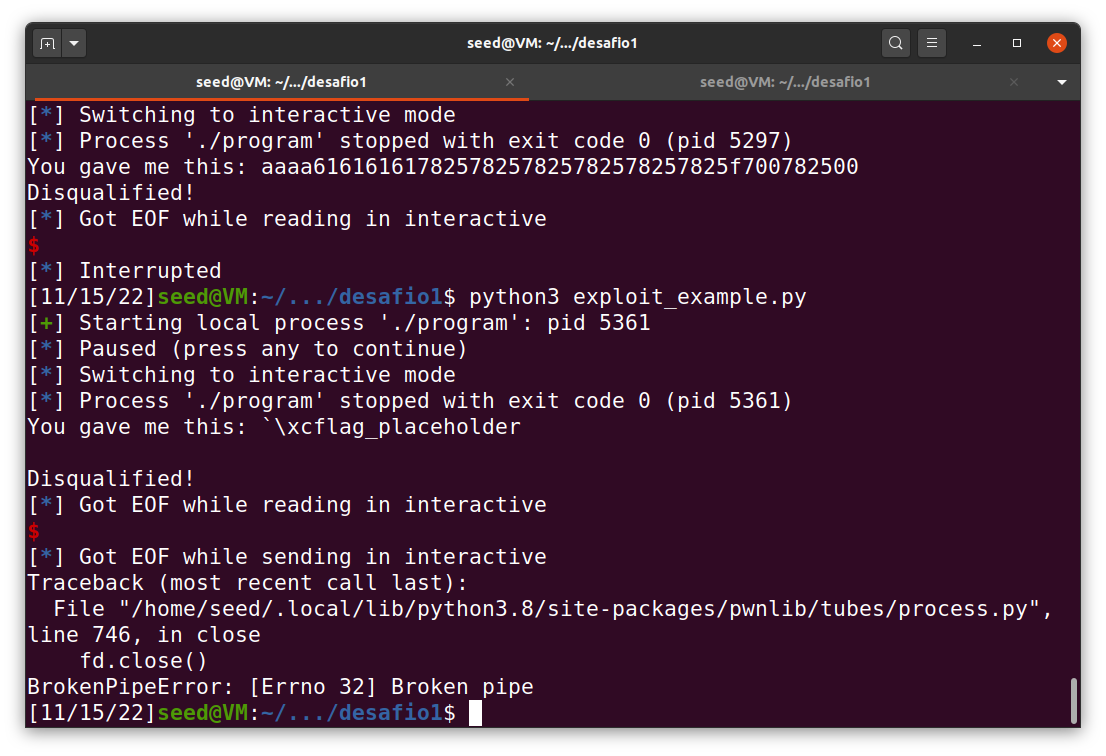 seed@VM: ~/.../desafio1
seed@VM: ~/.../desafio1
seed@VM: ~/.../desafio1
[*] Switching to interactive mode
[*] Process './program' stopped with exit code 0 (pid 5297)
You gave me this: aaaa6161616178257825782578257825​7825f700782500
Disqualified!
[*] Got EOF while reading in interactive
$
[*] Interrupted
[11/15/22]seed@VM:~/.../desafio1$ python3 exploit_example.py
[+] Starting local process './program': pid 5361
[*] Paused (press any to continue)
[*] Switching to interactive mode
[*] Process './program' stopped with exit code 0 (pid 5361)
You gave me this: `\xcflag_placeholder
Disqualified!
[*] Got EOF while reading in interactive
$
[*] Got EOF while sending in interactive
Traceback (most recent call last):
  File "/home/seed/.local/lib/python3.8/site-packages/pwnlib/tubes/process.py",
line 746, in close
    fd.close()
BrokenPipeError: [Errno 32] Broken pipe
[11/15/22]seed@VM:~/.../desafio1$